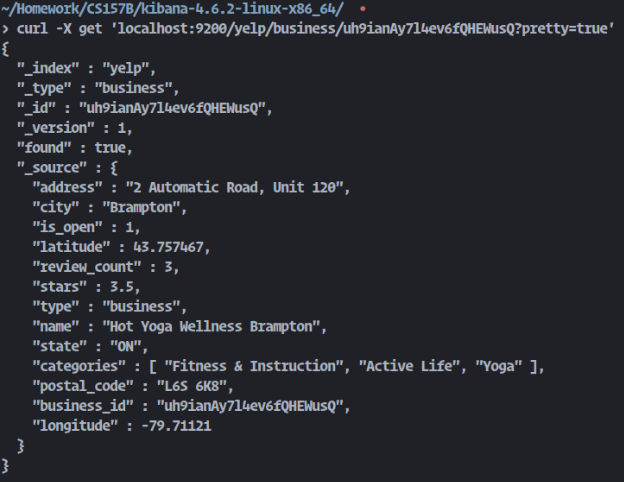 ~/Homework/CS157B/kibana-4.6.2-linux-x86_64/ •
› curl -X get 'localhost:9200/yelp/business/uh9ianAy7l4ev6fQHEWusQ?pretty=true'
{
  "_index" : "yelp",
  "_type" : "business",
  "_id" : "uh9ianAy7l4ev6fQHEWusQ",
  "_version" : 1,
  "found" : true,
  "_source" : {
    "address" : "2 Automatic Road, Unit 120",
    "city" : "Brampton",
    "is_open" : 1,
    "latitude" : 43.757467,
    "review_count" : 3,
    "stars" : 3.5,
    "type" : "business",
    "name" : "Hot Yoga Wellness Brampton",
    "state" : "ON",
    "categories" : [ "Fitness & Instruction", "Active Life", "Yoga" ],
    "postal_code" : "L6S 6K8",
    "business_id" : "uh9ianAy7l4ev6fQHEWusQ",
    "longitude" : -79.71121
  }
}